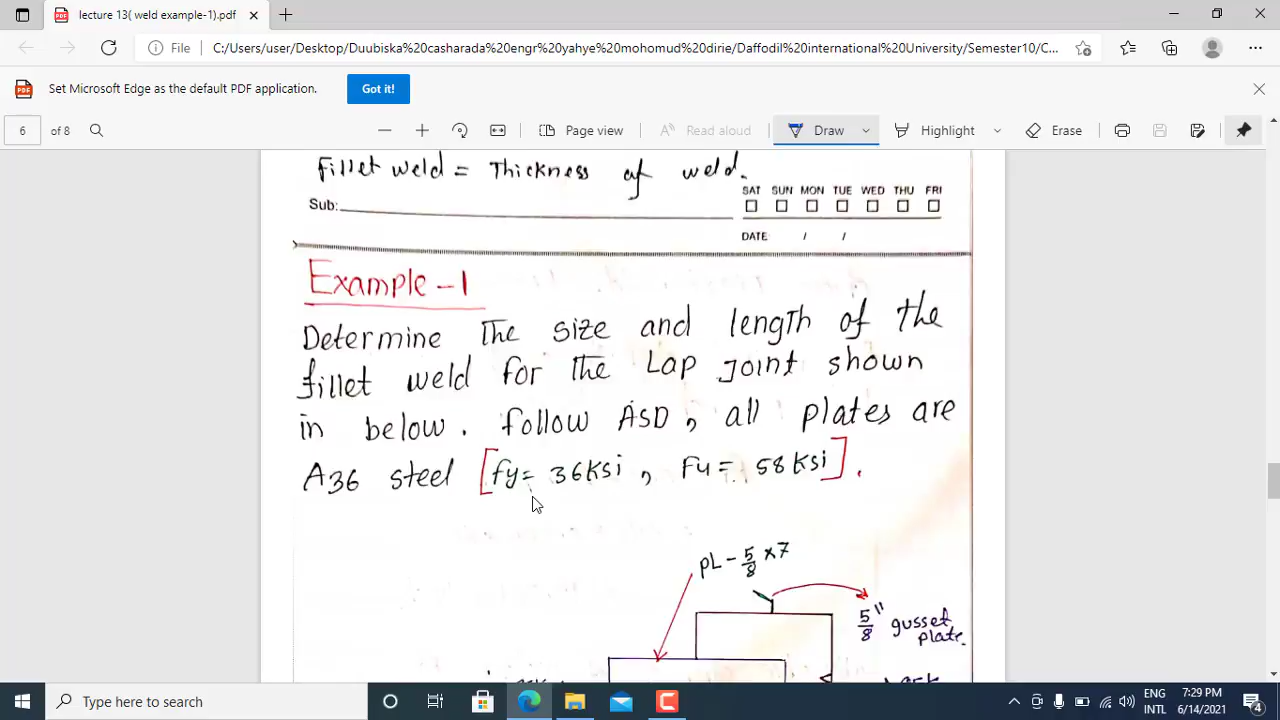 lecture 13( weld example-1).pdf
File
C:/Users/user/Desktop/Duubiska%20casharada%20engr%20yahye%20mohomud%20dirie/Daffodil%20international%20University/Semester10/C...
Set Microsoft Edge as the default PDF application.
Got it!
6 of 8
Page view
Read aloud
Draw
Highlight
Erase
fillet weld = Thickness of weld.
SAT SUN MON TUE WED THU FRI
Sub:
DATE / /
Example-1
Determine The size and length of the
fillet weld for The Lap Joint shown
in below. follow ASD, all plates are
A36 steel [fy= 36Ksi, Fu= 58Ksi].
PL - 5/8 x7
5/8" gusset
plate.
Type here to search
ENG
INTL
7:29 PM
6/14/2021